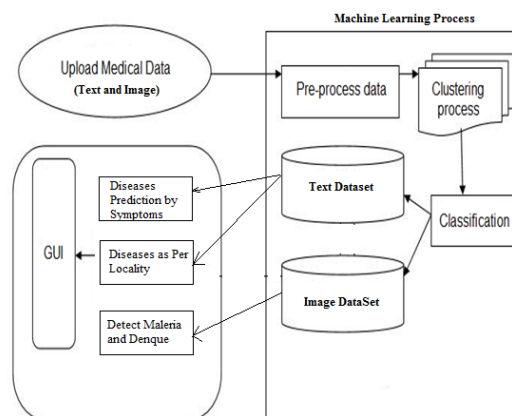 Machine Learning Process
Upload Medical Data
(Text and Image)
Pre-process data
Clustering
process
Diseases
Prediction by
Symptoms
Text Dataset
Classification
GUI
Diseases as Per
Locality
Image DataSet
Detect Maleria
and Denque